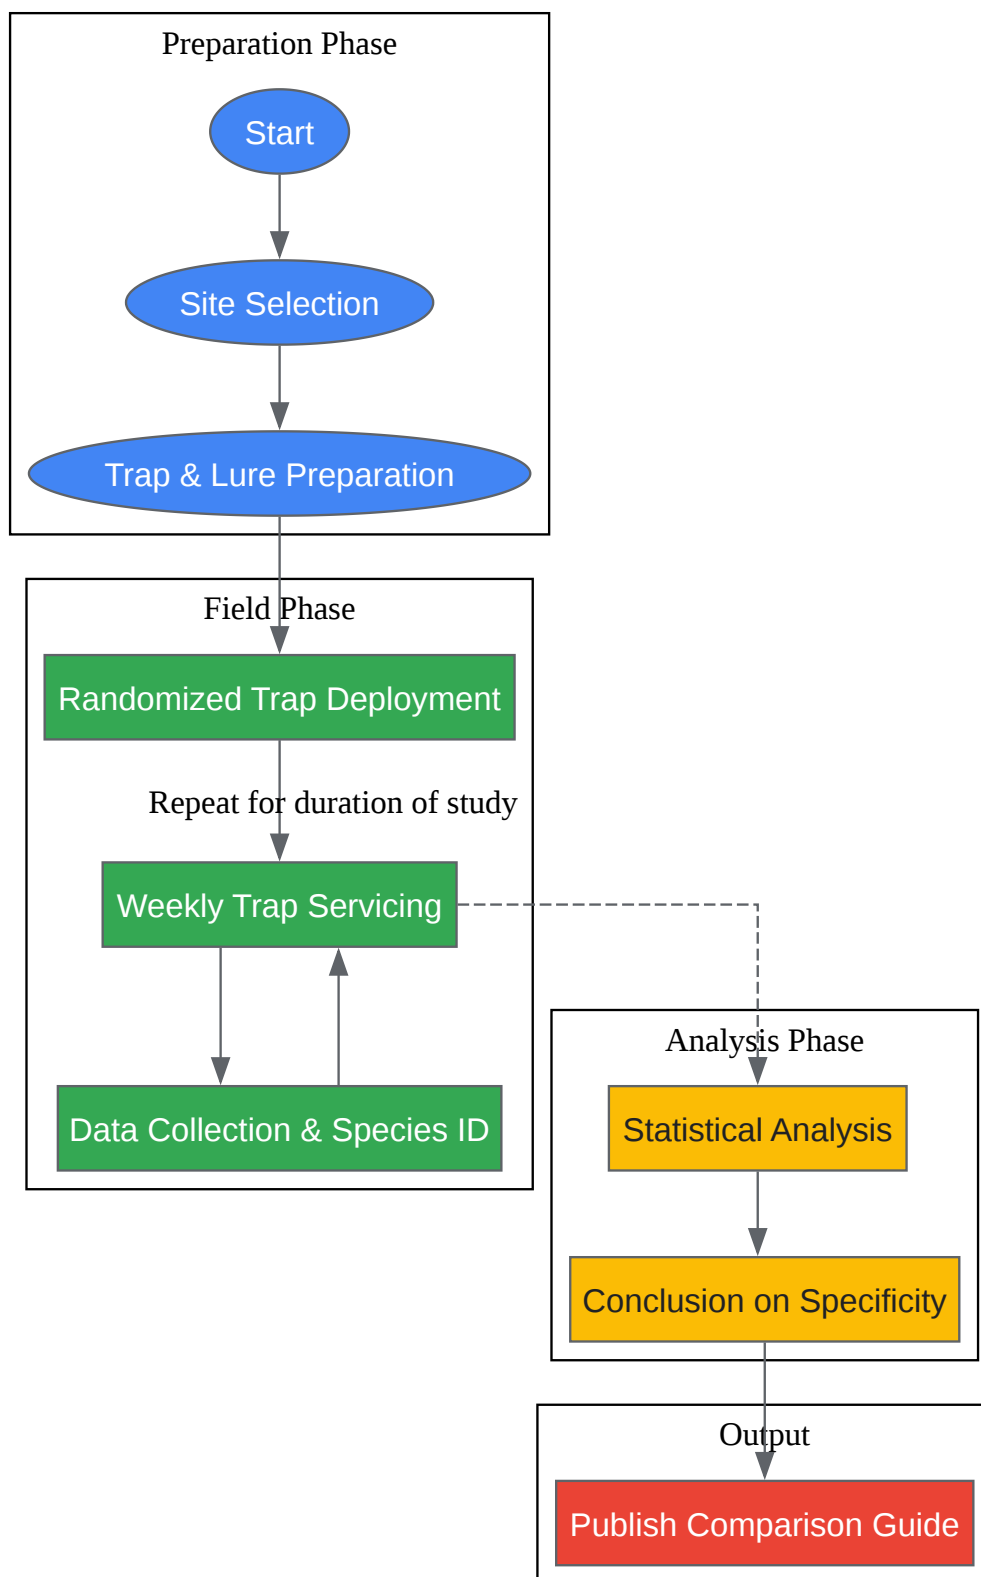 Preparation Phase
Start
Site Selection
Trap & Lure Preparation
Field Phase
Randomized Trap Deployment
Repeat for duration of study
Weekly Trap Servicing
Data Collection & Species ID
Analysis Phase
Statistical Analysis
Conclusion on Specificity
Output
Publish Comparison Guide